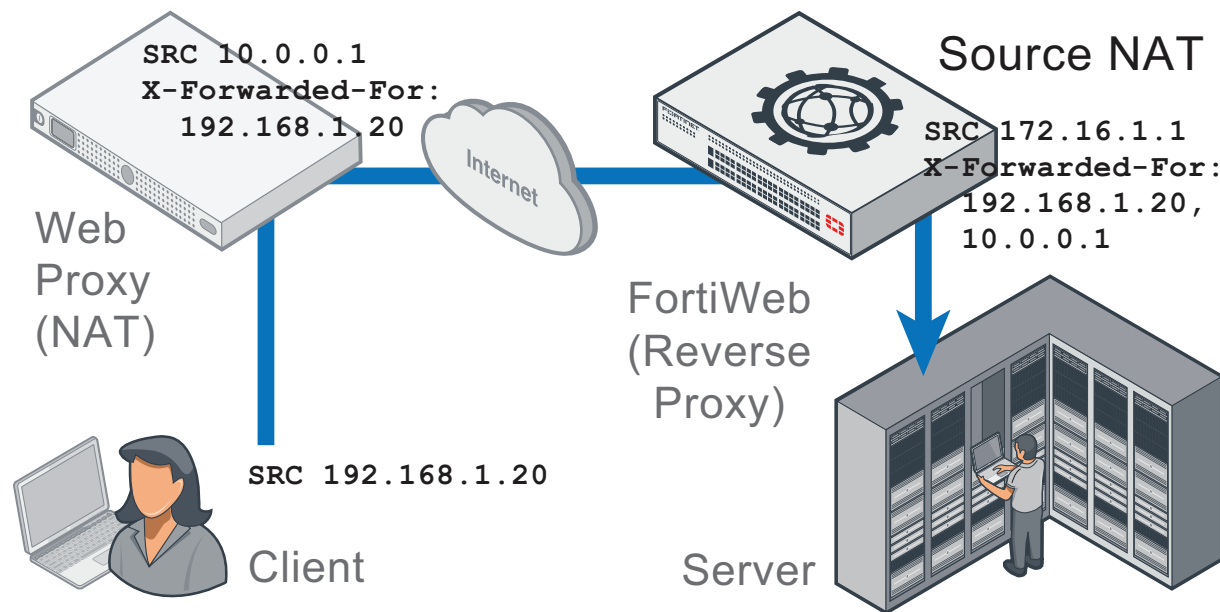 SRC 10.0.0.1
X-Forwarded-For:
192.168.1.20
Web
Proxy
(NAT)
Internet
Source NAT
FORTINET
SRC 172.16.1.1
X-Forwarded-For:
192.168.1.20,
10.0.0.1
FortiWeb
(Reverse
Proxy)
SRC 192.168.1.20
Client
Server